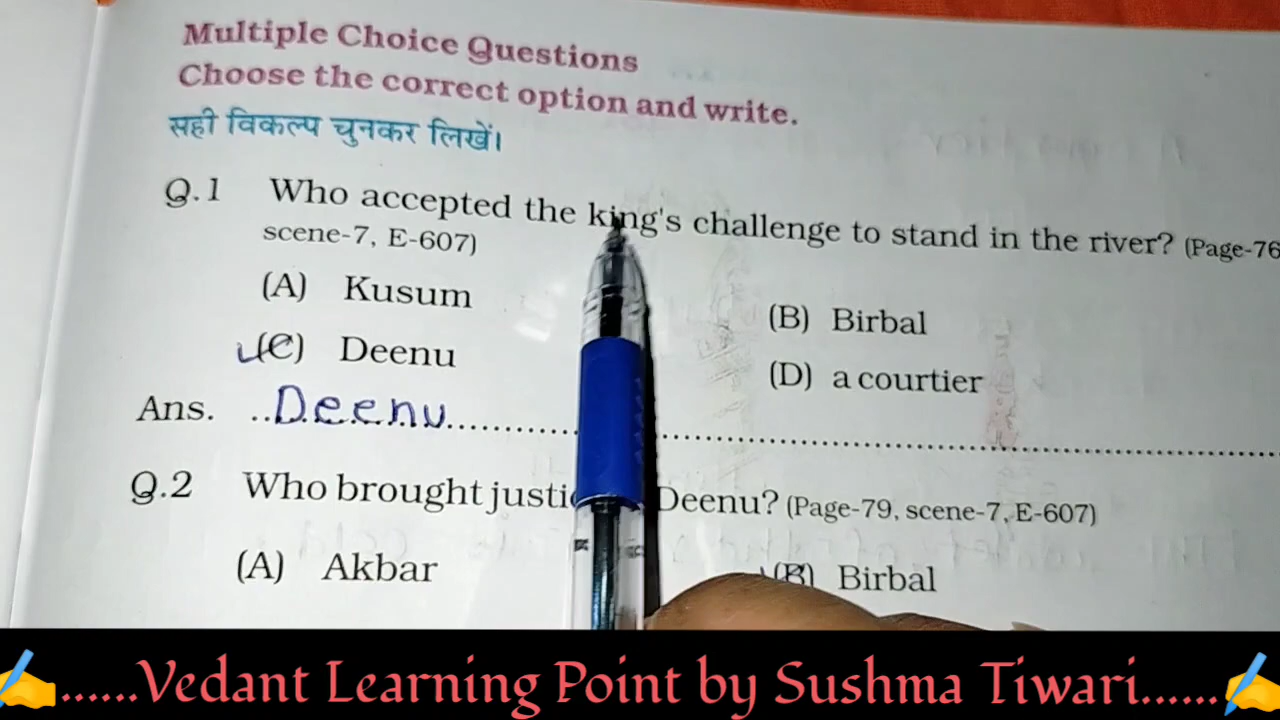 Multiple Choice Questions
Choose the correct option and write.
सही विकल्प चुनकर लिखें।
Q.1 Who accepted the king's challenge to stand in the river? (Page-76
scene-7, E-607)
(A) Kusum (B) Birbal
(C) Deenu (D) a courtier
Ans. ..Deenu..........
Q.2 Who brought Deenu? (Page-79, scene-7, E-607)
(A) Akbar (B) Birbal
✍️......Vedant Learning Point by Sushma Tiwari......✍️